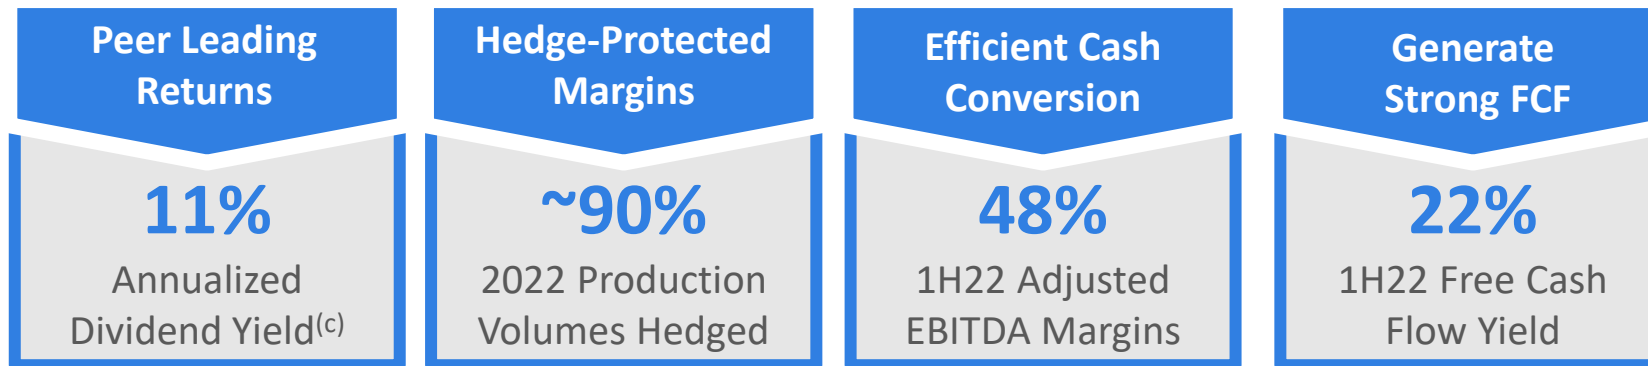 Peer Leading
Returns
11%
Annualized
Dividend Yield(c)
Hedge-Protected
Margins
~90%
2022 Production
Volumes Hedged
Efficient Cash
Conversion
48%
1H22 Adjusted
EBITDA Margins
Generate
Strong FCF
22%
1H22 Free Cash
Flow Yield